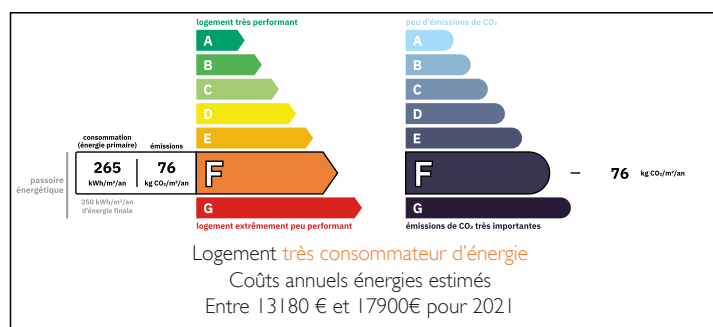 logement très performant
A
B
C
D
E
F
G
logement extrêmement peu performant
consommation
(énergie primaire)
émissions
265
kWh/m²/an
76
kg CO₂/m²/an
passoire
énergétique
250 kWh/m²/an
d'énergie finale
peu d'émissions de CO₂
A
B
C
D
E
F
G
émissions de CO₂ très importantes
76 kg CO₂/m²/an
Logement très consommateur d'énergie
Coûts annuels énergies estimés
Entre 13180 € et 17900€ pour 2021